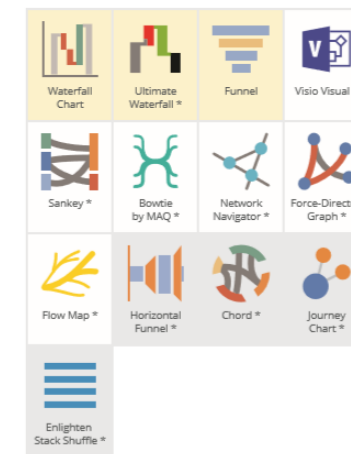 Waterfall
Chart
Ultimate
Waterfall *
Funnel
V
Visio Visual
Sankey *
Bowtie
by MAQ *
Network
Navigator *
Force-Direct
Graph *
Flow Map *
Horizontal
Funnel *
Chord *
Journey
Chart *
Enlighten
Stack Shuffle *